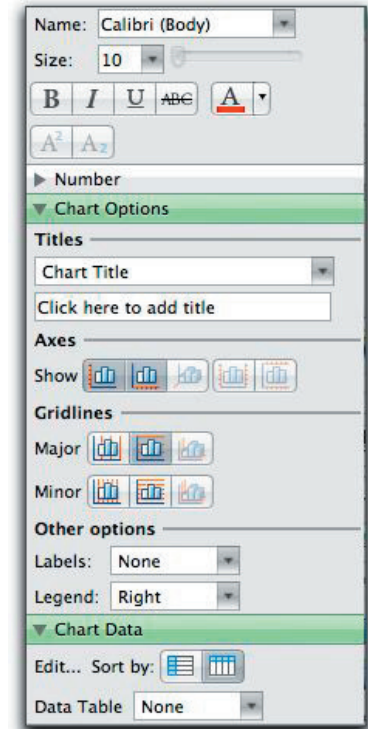 Name: Calibri (Body)
Size: 10
B I U ABC A
A² A₂
Number
Chart Options
Titles
Chart Title
Click here to add title
Axes
Show
Gridlines
Major
Minor
Other options
Labels: None
Legend: Right
Chart Data
Edit... Sort by:
Data Table None